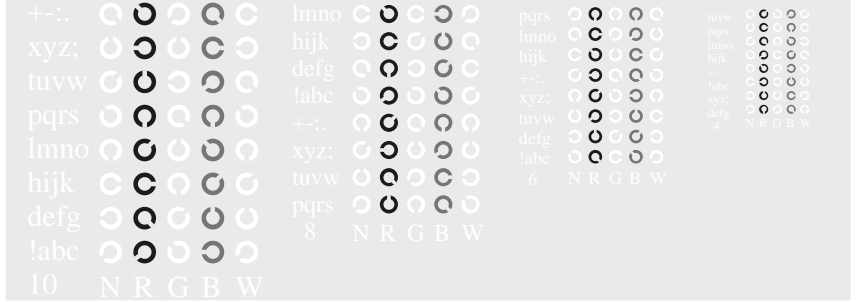 +-:.
xyz;
tuvw
pqrs
lmno
hijk
defg
!abc
10 N R G B W
lmno
hijk
defg
!abc
+-:.
xyz;
tuvw
pqrs
8 N R G B W
pqrs
lmno
hijk
+-:.
xyz;
tuvw
defg
!abc
6 N R G B W
tuvw
pqrs
lmno
hijk
+-:.
!abc
xyz;
defg
4 N R G B W